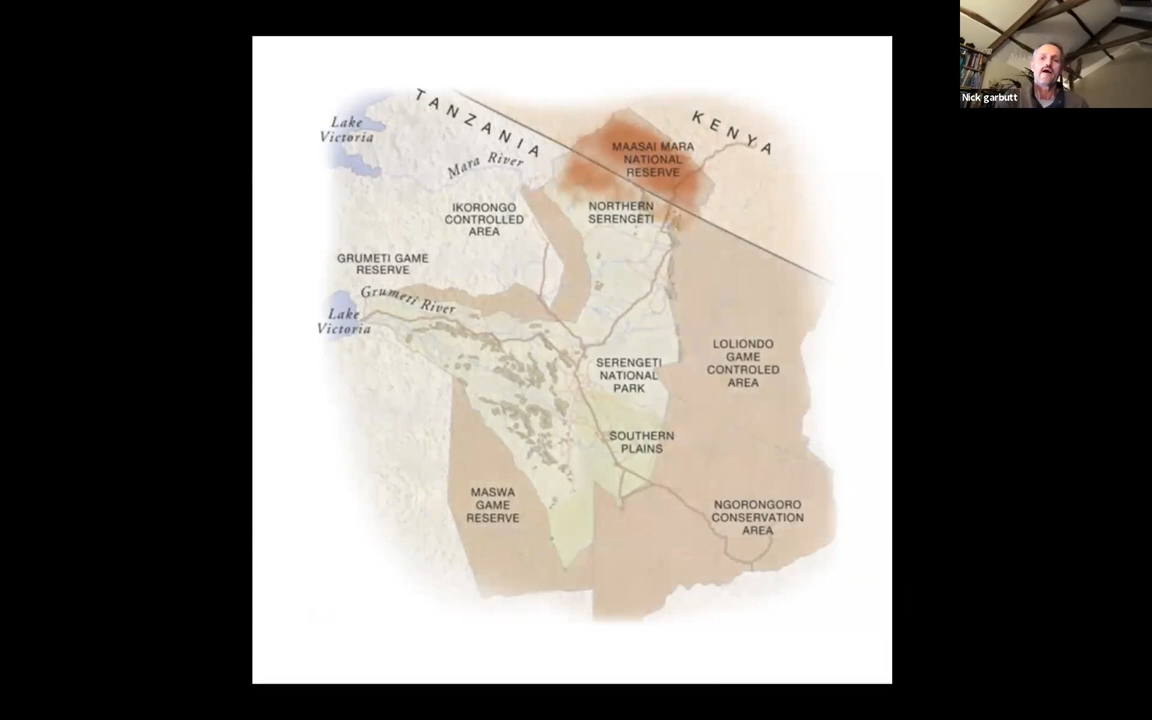 Nick garbutt
TANZANIA
KENYA
Lake
Victoria
Mara River
MAASAI MARA
NATIONAL
RESERVE
IKORONGO
CONTROLLED
AREA
NORTHERN
SERENGETI
GRUMETI GAME
RESERVE
Grumeti River
Lake
Victoria
LOLIONDO
GAME
CONTROLED
AREA
SERENGETI
NATIONAL
PARK
SOUTHERN
PLAINS
MASWA
GAME
RESERVE
NGORONGORO
CONSERVATION
AREA